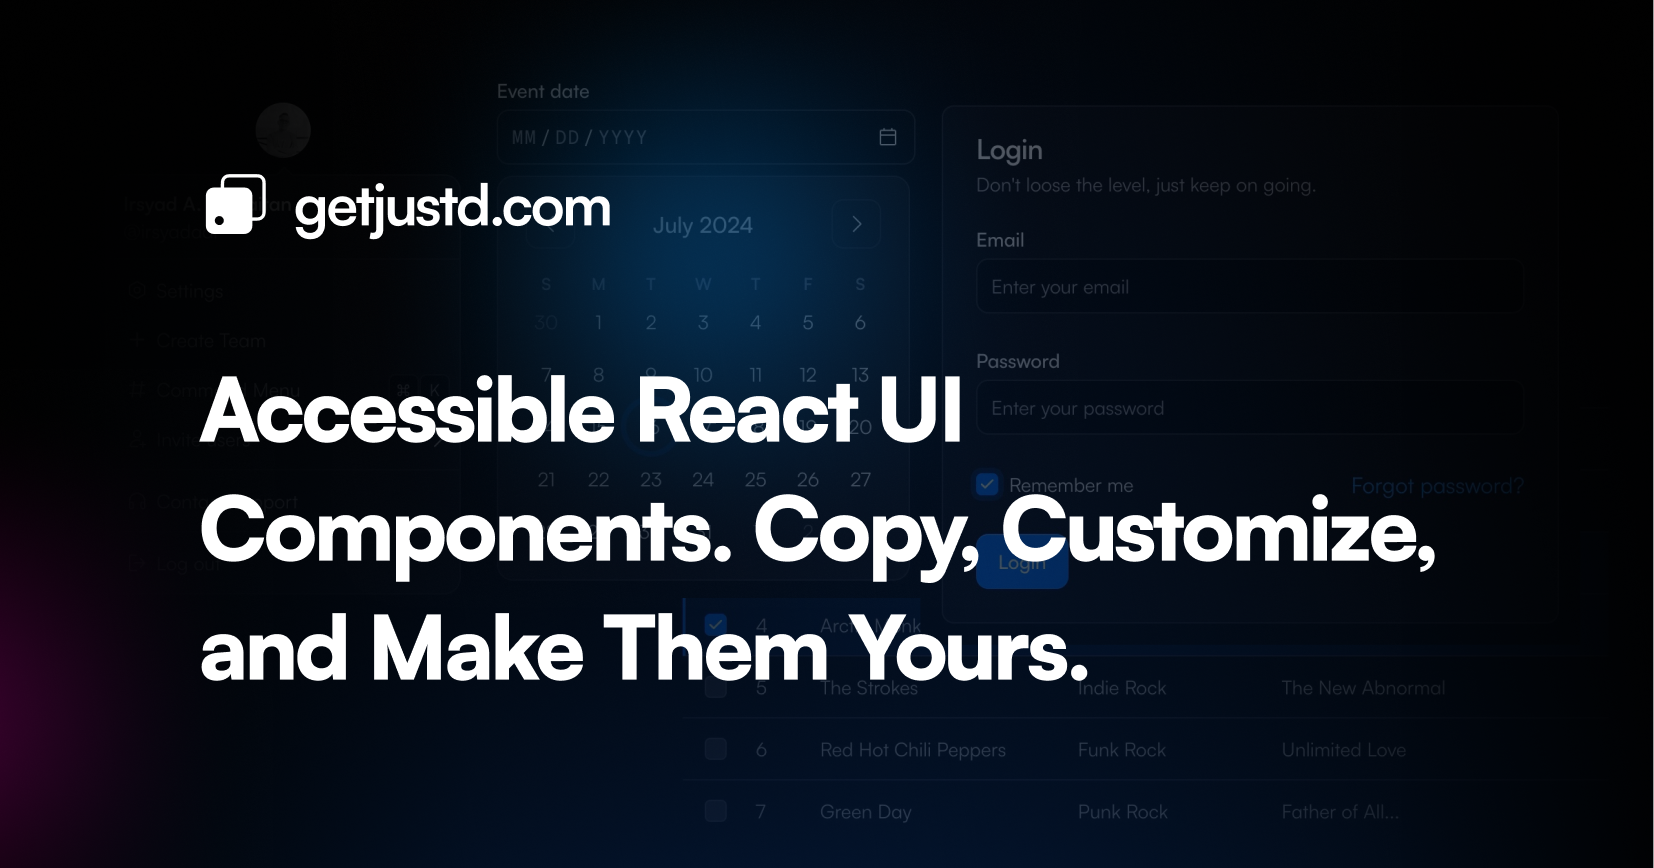 getjustd.com
Accessible React UI
Components. Copy, Customize,
and Make Them Yours.
Settings
Create Team
Event date
MM / DD / YYYY
July 2024
S M T W T F S
30 1 2 3 4 5 6
7 8 9 10 11 12 13
20
21 22 23 24 25 26 27
Login
Don't loose the level, just keep on going.
Email
Enter your email
Password
Enter your password
Remember me
Forgot password?
Login
4
5 The Strokes Indie Rock The New Abnormal
6 Red Hot Chili Peppers Funk Rock Unlimited Love
7 Green Day Punk Rock Father of All...